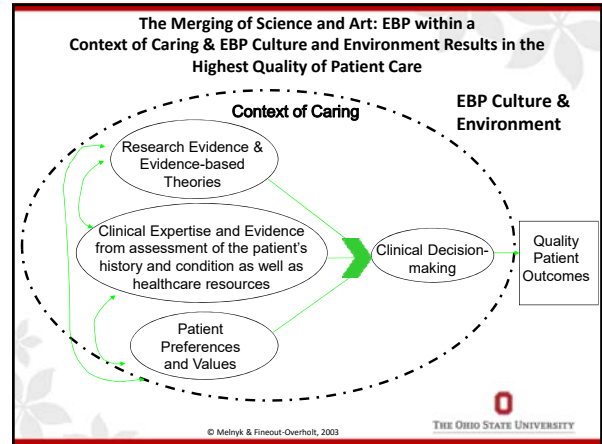 The Merging of Science and Art: EBP within a
Context of Caring & EBP Culture and Environment Results in the
Highest Quality of Patient Care
Context of Caring
EBP Culture &
Environment
Research Evidence &
Evidence-based
Theories
Clinical Expertise and Evidence
from assessment of the patient's
history and condition as well as
healthcare resources
Patient
Preferences
and Values
Clinical Decision-
making
Quality
Patient
Outcomes
© Melnyk & Fineout-Overholt, 2003
THE OHIO STATE UNIVERSITY